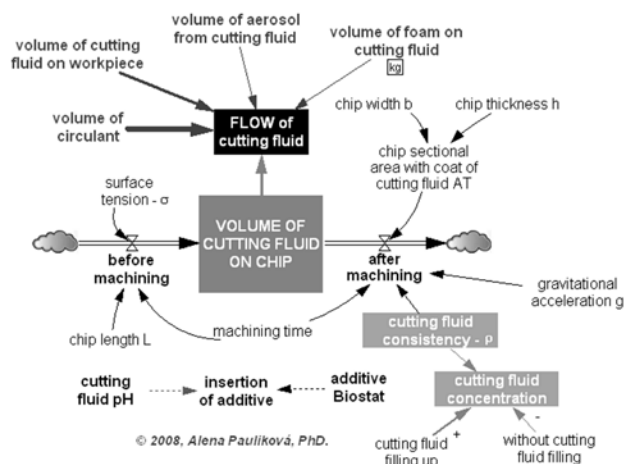 volume of aerosol
from cutting fluid
volume of cutting
fluid on workpiece
volume of foam on
cutting fluid
kg
volume of
circulant
FLOW of
cutting fluid
chip width b
chip thickness h
chip sectional
area with coat of
cutting fluid AT
surface
tension - σ
VOLUME OF
CUTTING FLUID
ON CHIP
before
machining
after
machining
gravitational
acceleration g
chip length L
machining time
cutting fluid
consistency - ρ
cutting
fluid pH
insertion
of additive
additive
Biostat
cutting fluid
concentration
+
-
cutting fluid
filling up
without cutting
fluid filling
© 2008, Alena Pauliková, PhD.